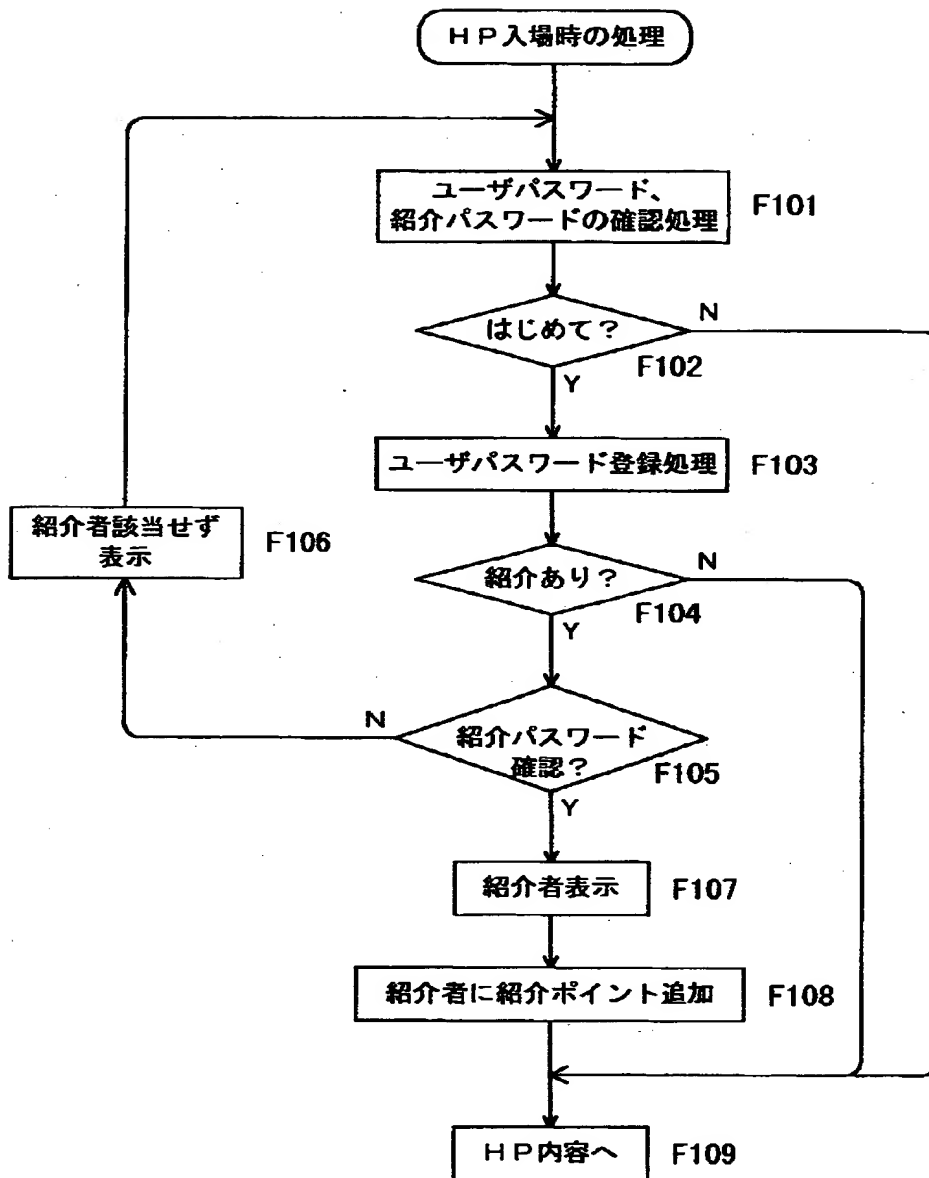 ＨＰ入場時の処理
ユーザパスワード、
紹介パスワードの確認処理
F101
はじめて？
N
F102
Y
ユーザパスワード登録処理
F103
紹介者該当せず
表示
F106
紹介あり？
N
F104
Y
N
紹介パスワード
確認？
F105
Y
紹介者表示
F107
紹介者に紹介ポイント追加
F108
ＨＰ内容へ
F109